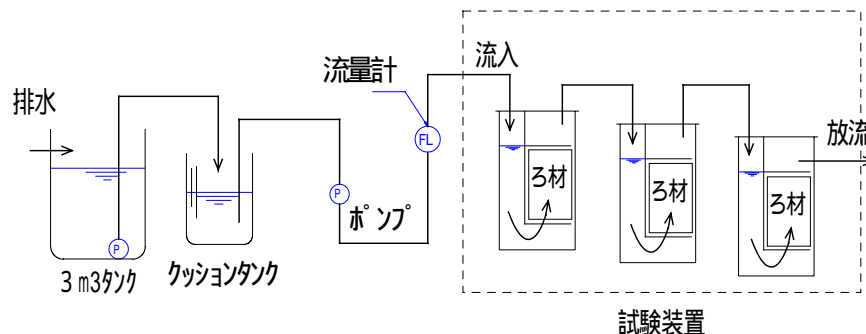 排水
P
3 m3タンク
クッションタンク
P
ポンプ
流量計
FL
流入
ろ材
ろ材
ろ材
放流
試験装置